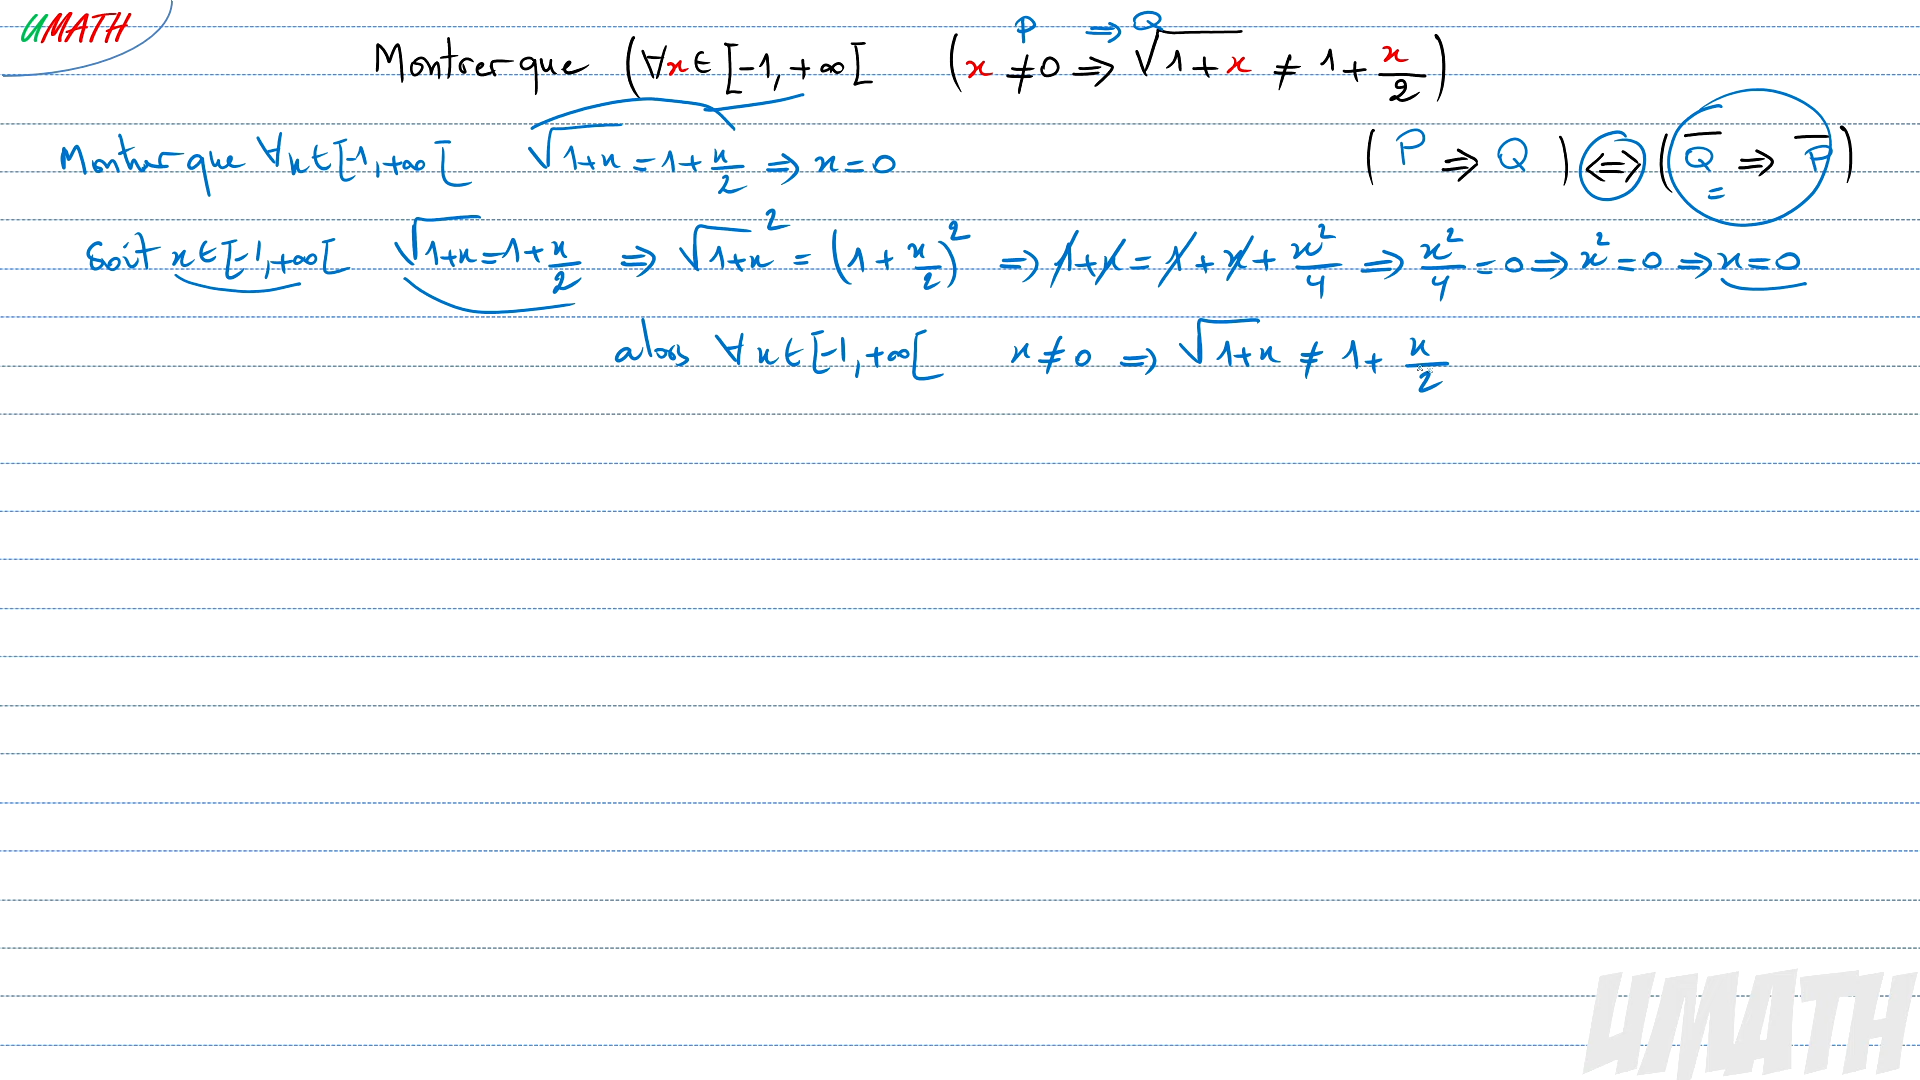 UMATH
P ⇒ Q
Montrer que (∀x∈[-1,+∞[ (x ≠0 ⇒ √1+x ≠ 1+x/2)
Montrer que ∀x∈[-1,+∞[ √1+x = 1+x/2 ⇒ x=0
(P ⇒ Q) ⇔ (Q̅ ⇒ P̅)
=
Soit x∈[-1,+∞[ √1+x=1+x/2 ⇒ √1+x² = (1+x/2)² ⇒ 1+x = 1+x+x²/4 ⇒ x²/4=0 ⇒ x²=0 ⇒ x=0
alors ∀x∈[-1,+∞[ x≠0 ⇒ √1+x ≠ 1+x/2
UMATH